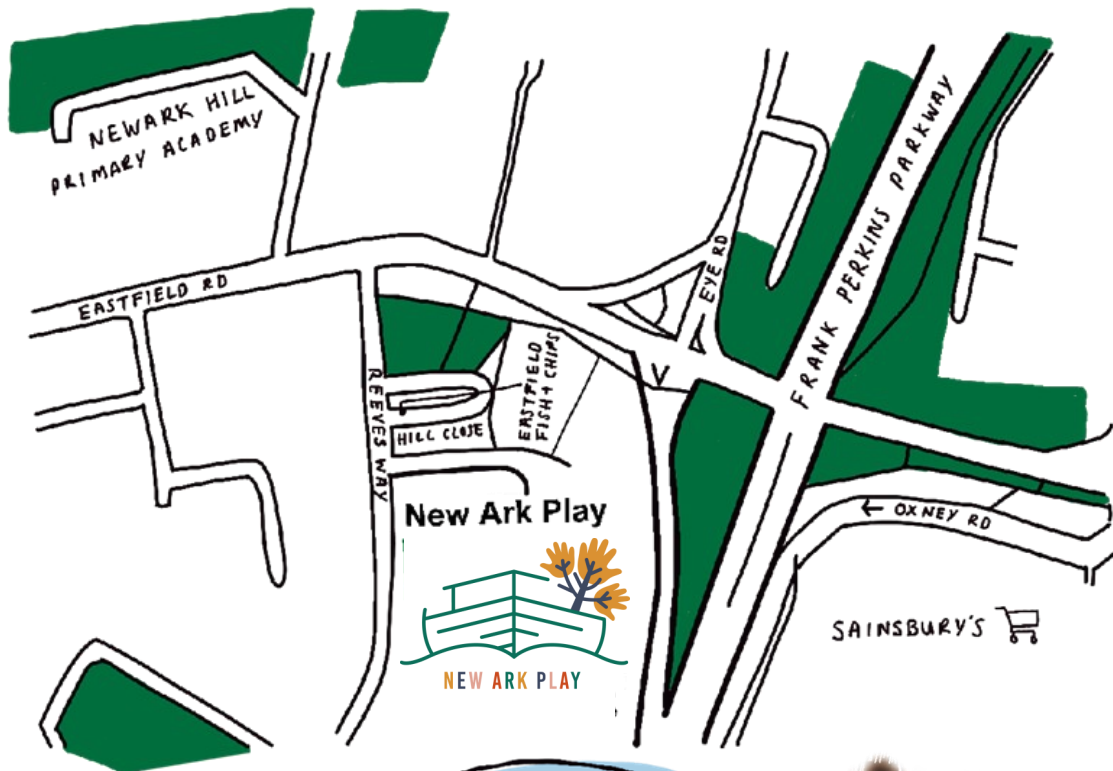 NEWARK HILL
PRIMARY ACADEMY
EASTFIELD RD
EYE RD
FRANK PERKINS PARKWAY
REEVES WAY
EASTFIELD
FISH + CHIPS
HILL CLOSE
New Ark Play
← OXNEY RD
SAINSBURY'S
NEW ARK PLAY